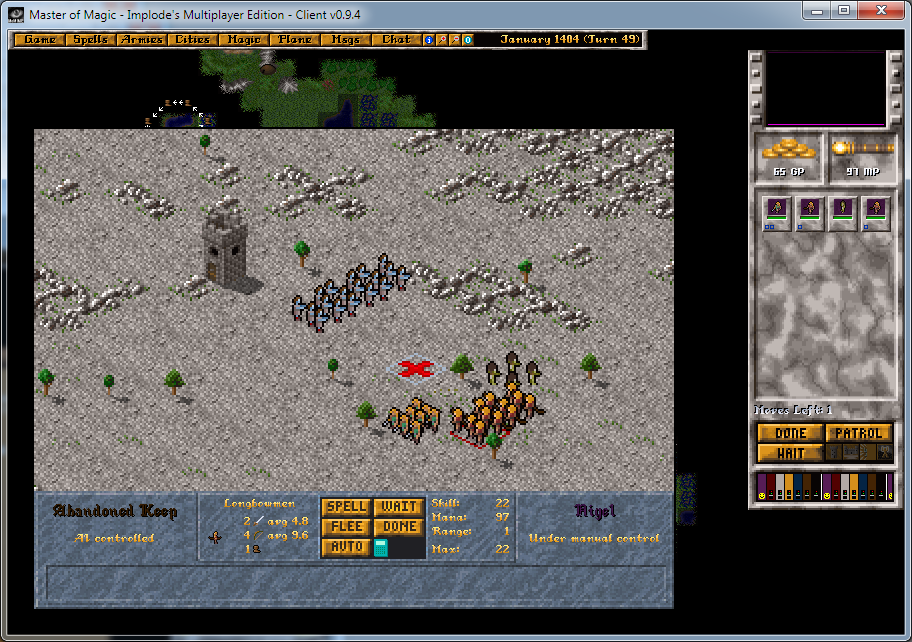 Master of Magic - Implode's Multiplayer Edition - Client v0.9.4
Game Spells Armies Cities Magic Plane Msgs Chat January 1404 (Turn 49)
65 GP 97 MP
Moves Left: 1
DONE PATROL
WAIT
Abandoned Keep
AI controlled
Longbowmen
2 avg 4.8
4 avg 9.6
1
SPELL WAIT
FLEE DONE
AUTO
Skill: 22
Mana: 97
Range: 1
Max: 22
Nigel
Under manual control